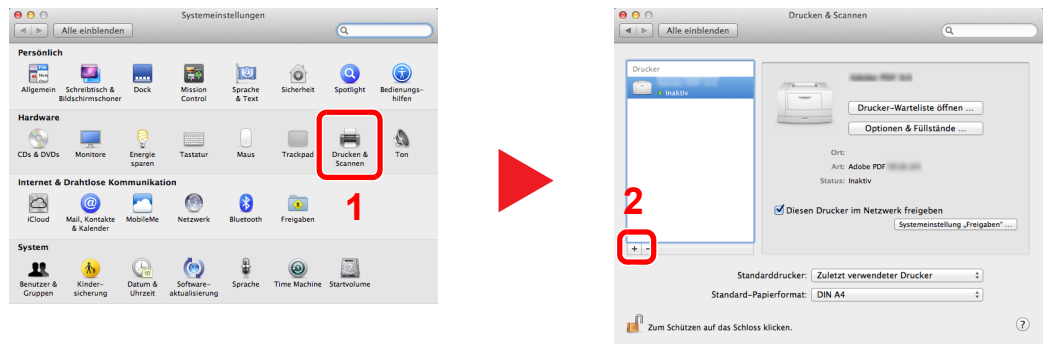 Systemeinstellungen
Alle einblenden
Persönlich
Allgemein Schreibtisch & Bildschirmschoner Dock Mission Control Sprache & Text Sicherheit Spotlight Bedienungs-hilfen
Hardware
CDs & DVDs Monitore Energie sparen Tastatur Maus Trackpad Drucken & Scannen Ton
1
Internet & Drahtlose Kommunikation
iCloud Mail, Kontakte & Kalender MobileMe Netzwerk Bluetooth Freigaben
System
Benutzer & Gruppen Kinder-sicherung Datum & Uhrzeit Software-aktualisierung Sprache Time Machine Startvolume
Drucken & Scannen
Alle einblenden
Drucker
Inaktiv
Drucker-Warteliste öffnen ...
Optionen & Füllstände ...
Ort:
Art: Adobe PDF
Status: Inaktiv
2
Diesen Drucker im Netzwerk freigeben
Systemeinstellung „Freigaben“ ...
+ −
Standarddrucker: Zuletzt verwendeter Drucker
Standard-Papierformat: DIN A4
Zum Schützen auf das Schloss klicken.
?